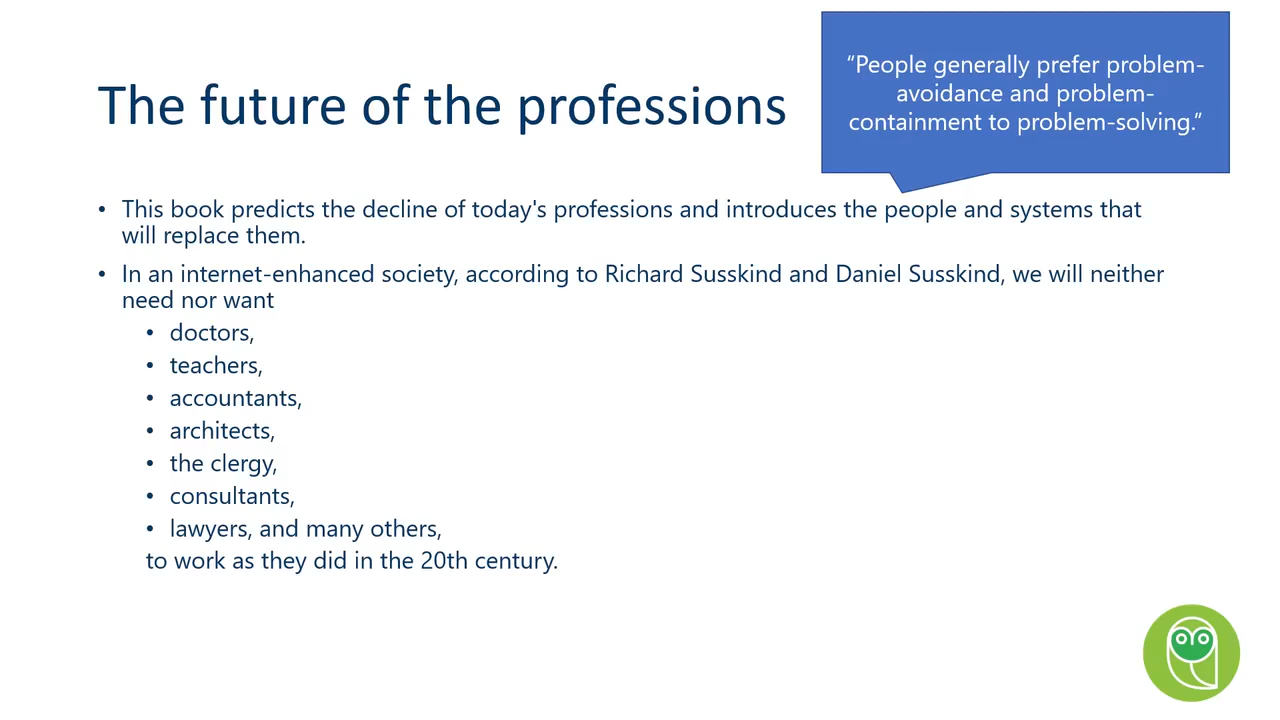 The future of the professions
“People generally prefer problem-
avoidance and problem-
containment to problem-solving.”
• This book predicts the decline of today's professions and introduces the people and systems that
will replace them.
• In an internet-enhanced society, according to Richard Susskind and Daniel Susskind, we will neither
need nor want
• doctors,
• teachers,
• accountants,
• architects,
• the clergy,
• consultants,
• lawyers, and many others,
to work as they did in the 20th century.